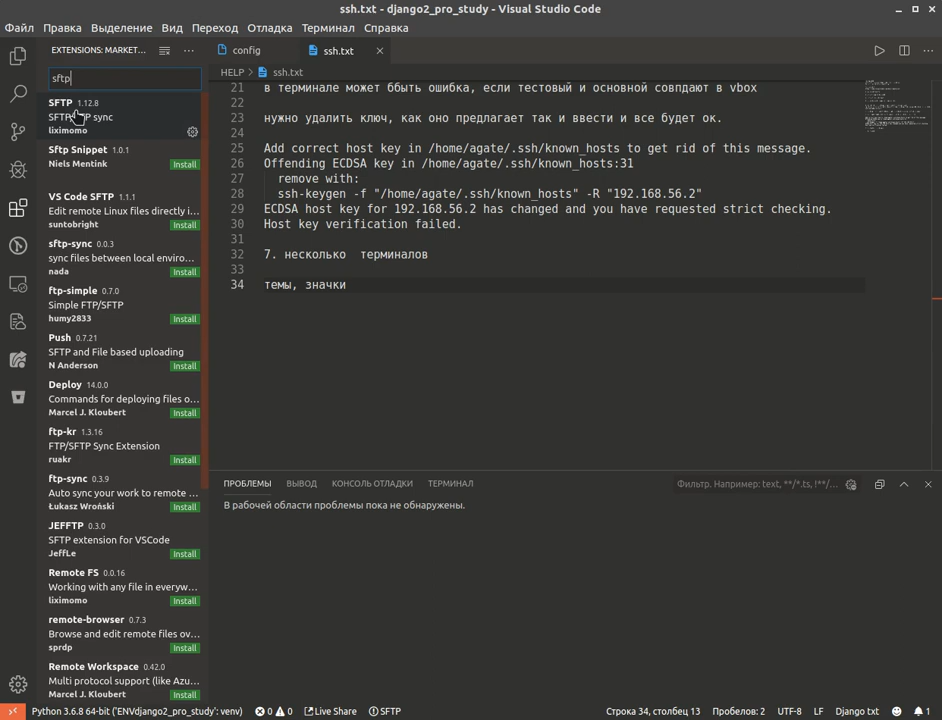 ssh.txt - django2_pro_study - Visual Studio Code
Файл Правка Выделение Вид Переход Отладка Терминал Справка
EXTENSIONS: MARKET...
config
ssh.txt
sftp
HELP > ssh.txt
SFTP 1.12.8
liximomo
Sftp Snippet 1.0.1
Niels Mentink
Install
VS Code SFTP 1.1.1
Edit remote Linux files directly i...
suntobright
Install
sftp-sync 0.0.3
sync files between local enviro...
nada
Install
ftp-simple 0.7.0
Simple FTP/SFTP
humy2833
Install
Push 0.7.21
SFTP and File based uploading
N Anderson
Install
Deploy 14.0.0
Commands for deploying files o...
Marcel J. Kloubert
Install
ftp-kr 1.3.16
FTP/SFTP Sync Extension
ruakr
Install
ftp-sync 0.3.9
Auto sync your work to remote ...
Łukasz Wroński
Install
JEFFTP 0.3.0
SFTP extension for VSCode
JeffLe
Install
Remote FS 0.0.16
Working with any file in everyw...
liximomo
Install
remote-browser 0.7.3
Browse and edit remote files ov...
sprdp
Install
Remote Workspace 0.42.0
Multi protocol support (like Azu...
Marcel J. Kloubert
Install
21 в терминале может ббыть ошибка, если тестовый и основной совпдают в vbox
22
23 нужно удалить ключ, как оно предлагает так и ввести и все будет ок.
24
25 Add correct host key in /home/agate/.ssh/known_hosts to get rid of this message.
26 Offending ECDSA key in /home/agate/.ssh/known_hosts:31
27 remove with:
28 ssh-keygen -f "/home/agate/.ssh/known_hosts" -R "192.168.56.2"
29 ECDSA host key for 192.168.56.2 has changed and you have requested strict checking.
30 Host key verification failed.
31
32 7. несколько терминалов
33
34 темы, значки
ПРОБЛЕМЫ ВЫВОД КОНСОЛЬ ОТЛАДКИ ТЕРМИНАЛ
Фильтр. Например: text, **/*.ts, !**/...
В рабочей области проблемы пока не обнаружены.
Python 3.6.8 64-bit ('ENVdjango2_pro_study': venv) 0 0 Live Share SFTP
Строка 34, столбец 13 Пробелов: 2 UTF-8 LF Django txt 1